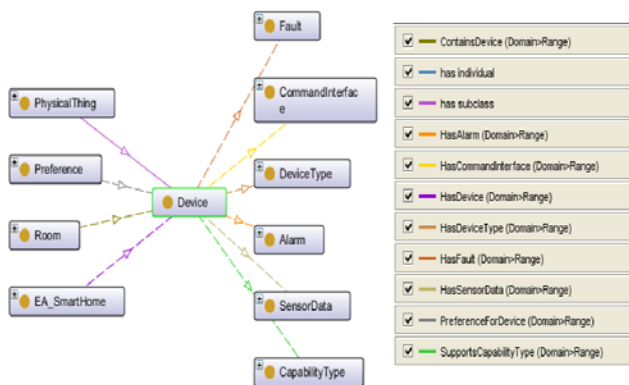 Fault
CommandInterfac
e
PhysicalThing
Preference
DeviceType
Device
Room
Alarm
EA_SmartHome
SensorData
CapabilityType
ContainsDevice (Domain>Range)
has individual
has subclass
HasAlarm (Domain>Range)
HasCommandInterface (Domain>Range)
HasDevice (Domain>Range)
HasDeviceType (Domain>Range)
HasFault (Domain>Range)
HasSensorData (Domain>Range)
PreferenceForDevice (Domain>Range)
SupportsCapabilityType (Domain>Range)